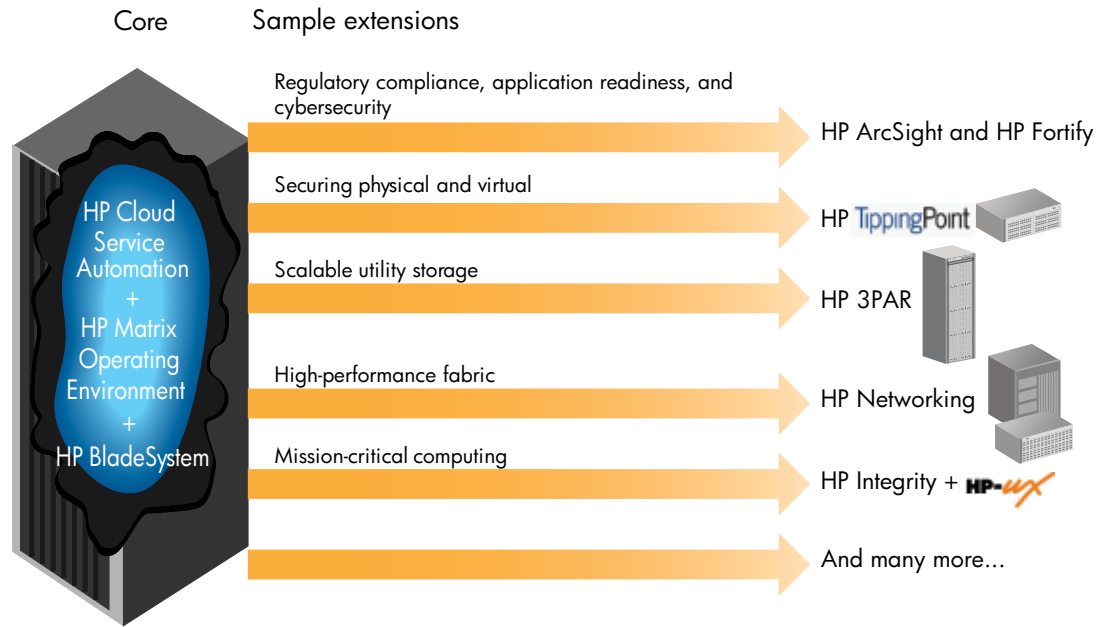 Core
Sample extensions
HP Cloud
Service
Automation
+
HP Matrix
Operating
Environment
+
HP BladeSystem
Regulatory compliance, application readiness, and
cybersecurity
HP ArcSight and HP Fortify
Securing physical and virtual
HP TippingPoint
Scalable utility storage
HP 3PAR
High-performance fabric
HP Networking
Mission-critical computing
HP Integrity + HP-UX
And many more...